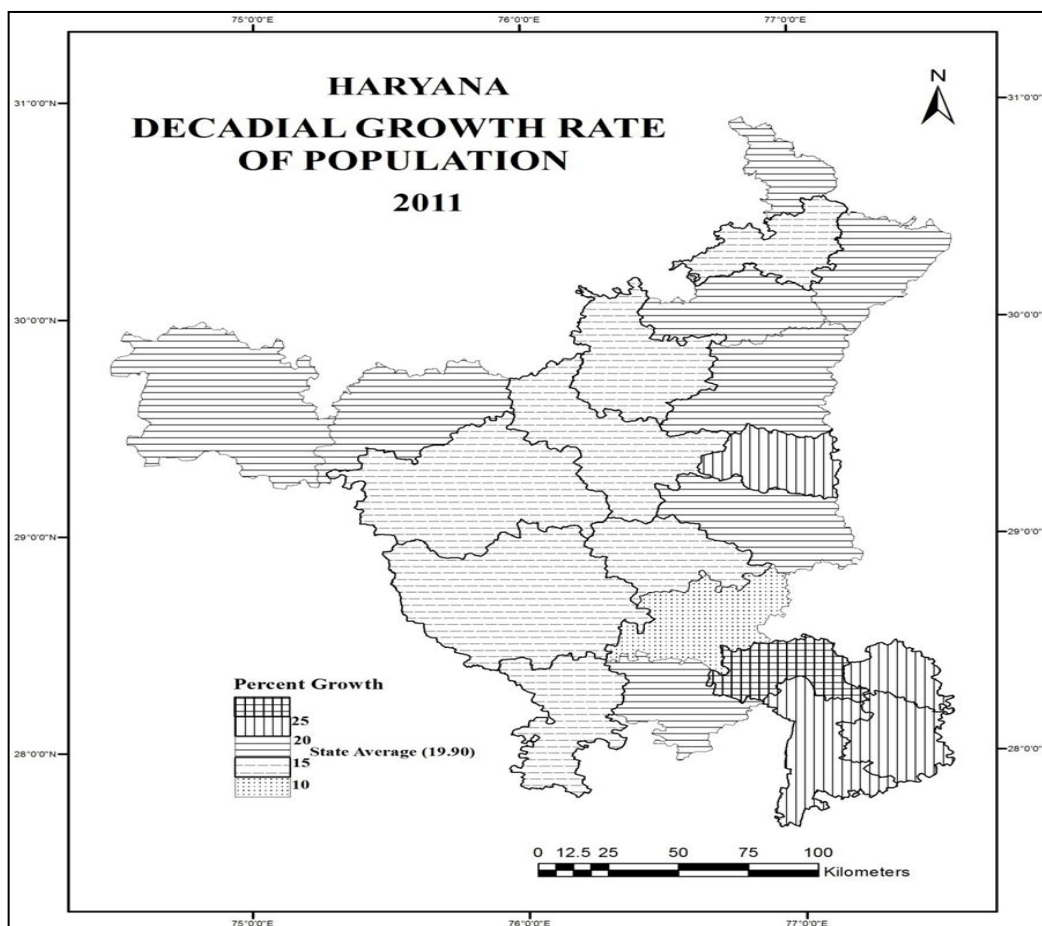 75°0'0"E 76°0'0"E 77°0'0"E
HARYANA
DECADIAL GROWTH RATE
OF POPULATION
2011
N
31°0'0"N 31°0'0"N
30°0'0"N 30°0'0"N
29°0'0"N 29°0'0"N
28°0'0"N 28°0'0"N
Percent Growth
25
20
State Average (19.90)
15
10
0 12.5 25 50 75 100
Kilometers
75°0'0"E 76°0'0"E 77°0'0"E